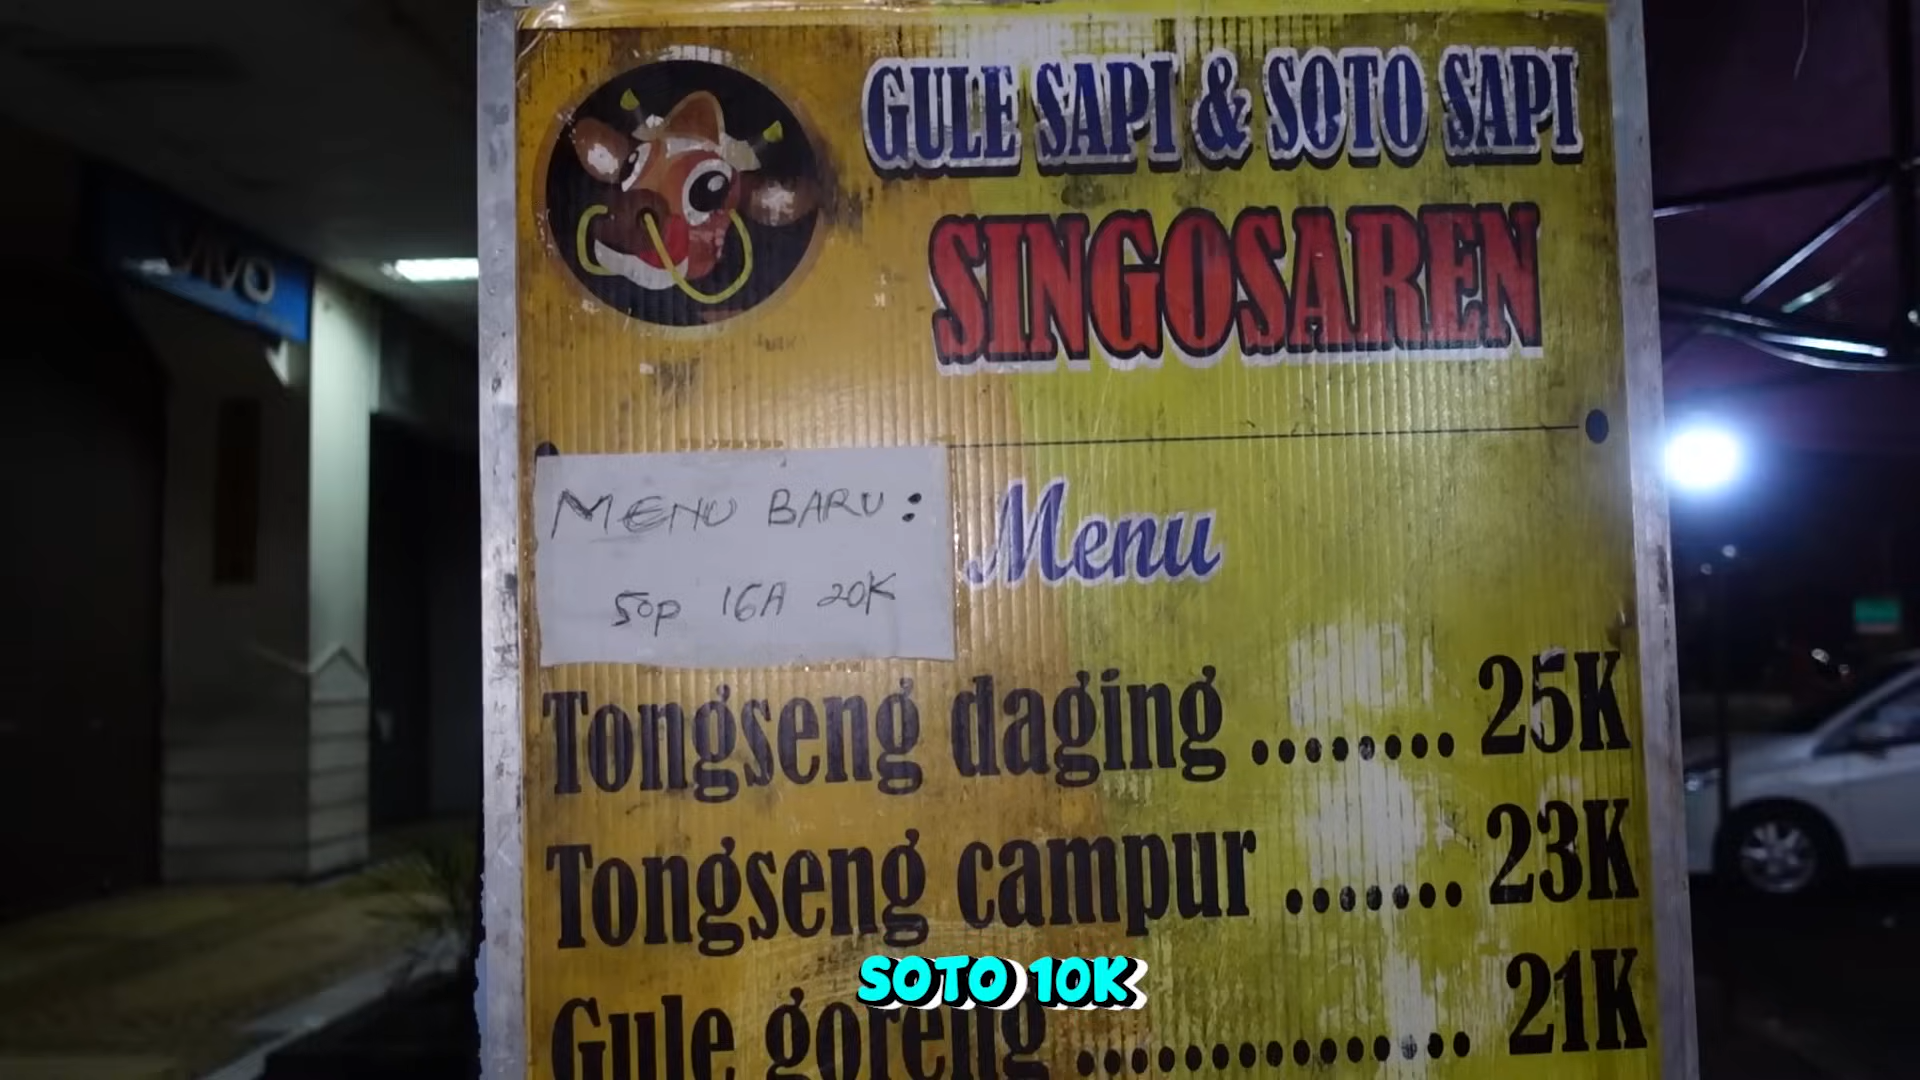 GULE SAPI & SOTO SAPI
SINGOSAREN
vivo
MENU BARU:
SOP IGA 20K
Menu
Tongseng daging ........ 25K
Tongseng campur ....... 23K
Gule goreng ............... 21K
SOTO 10K